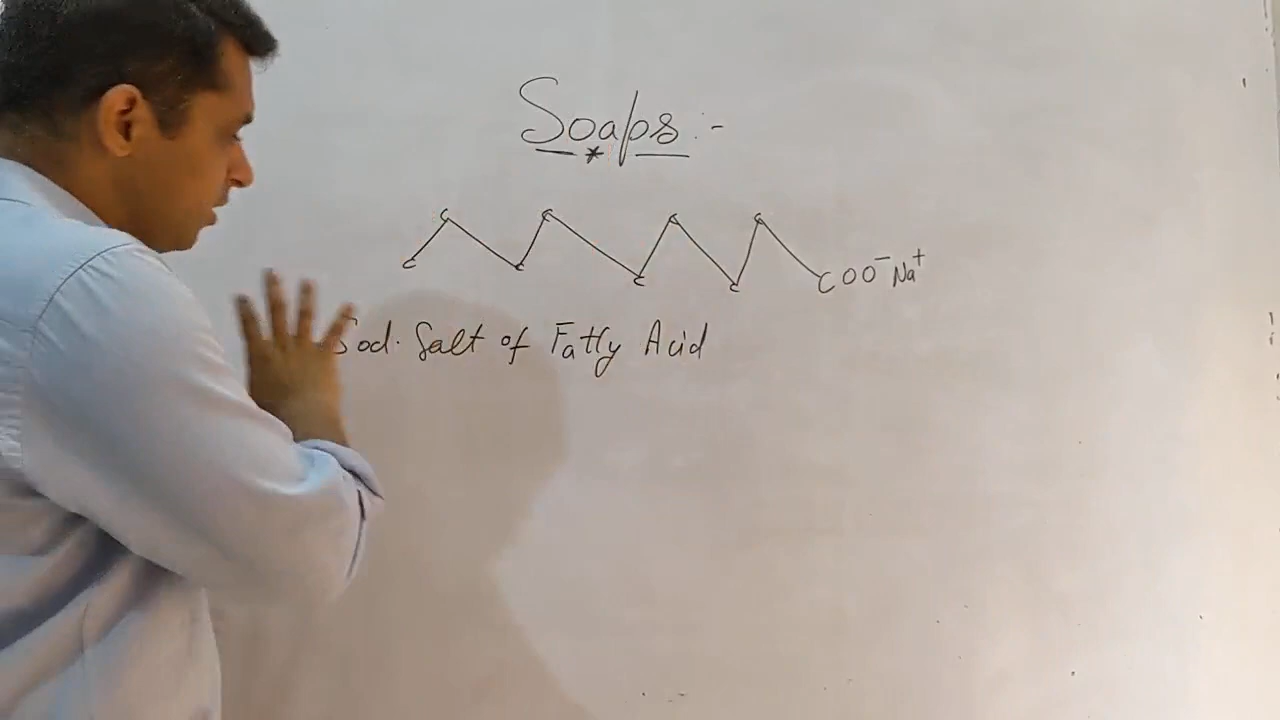 Soaps :-
C C C C C C C C COO⁻Na⁺
Sod. Salt of Fatty Acid